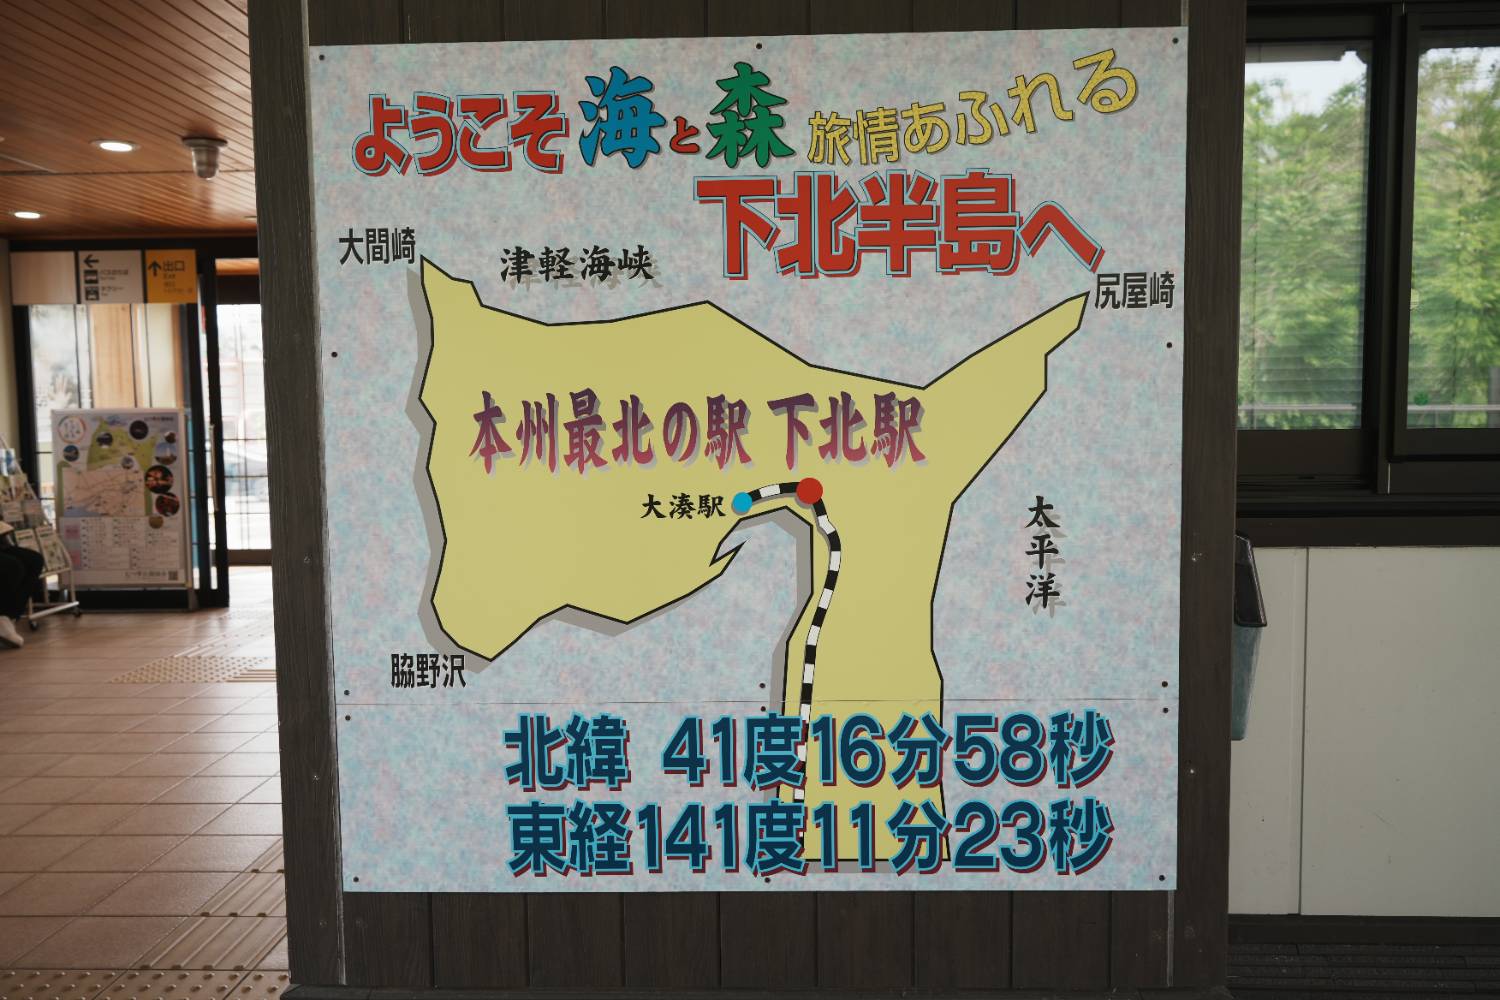 ようこそ海と森 旅情あふれる
下北半島へ
大間崎
津軽海峡
尻屋崎
本州最北の駅 下北駅
大湊駅
太平洋
脇野沢
北緯 41度16分58秒
東経141度11分23秒
出口
Exit